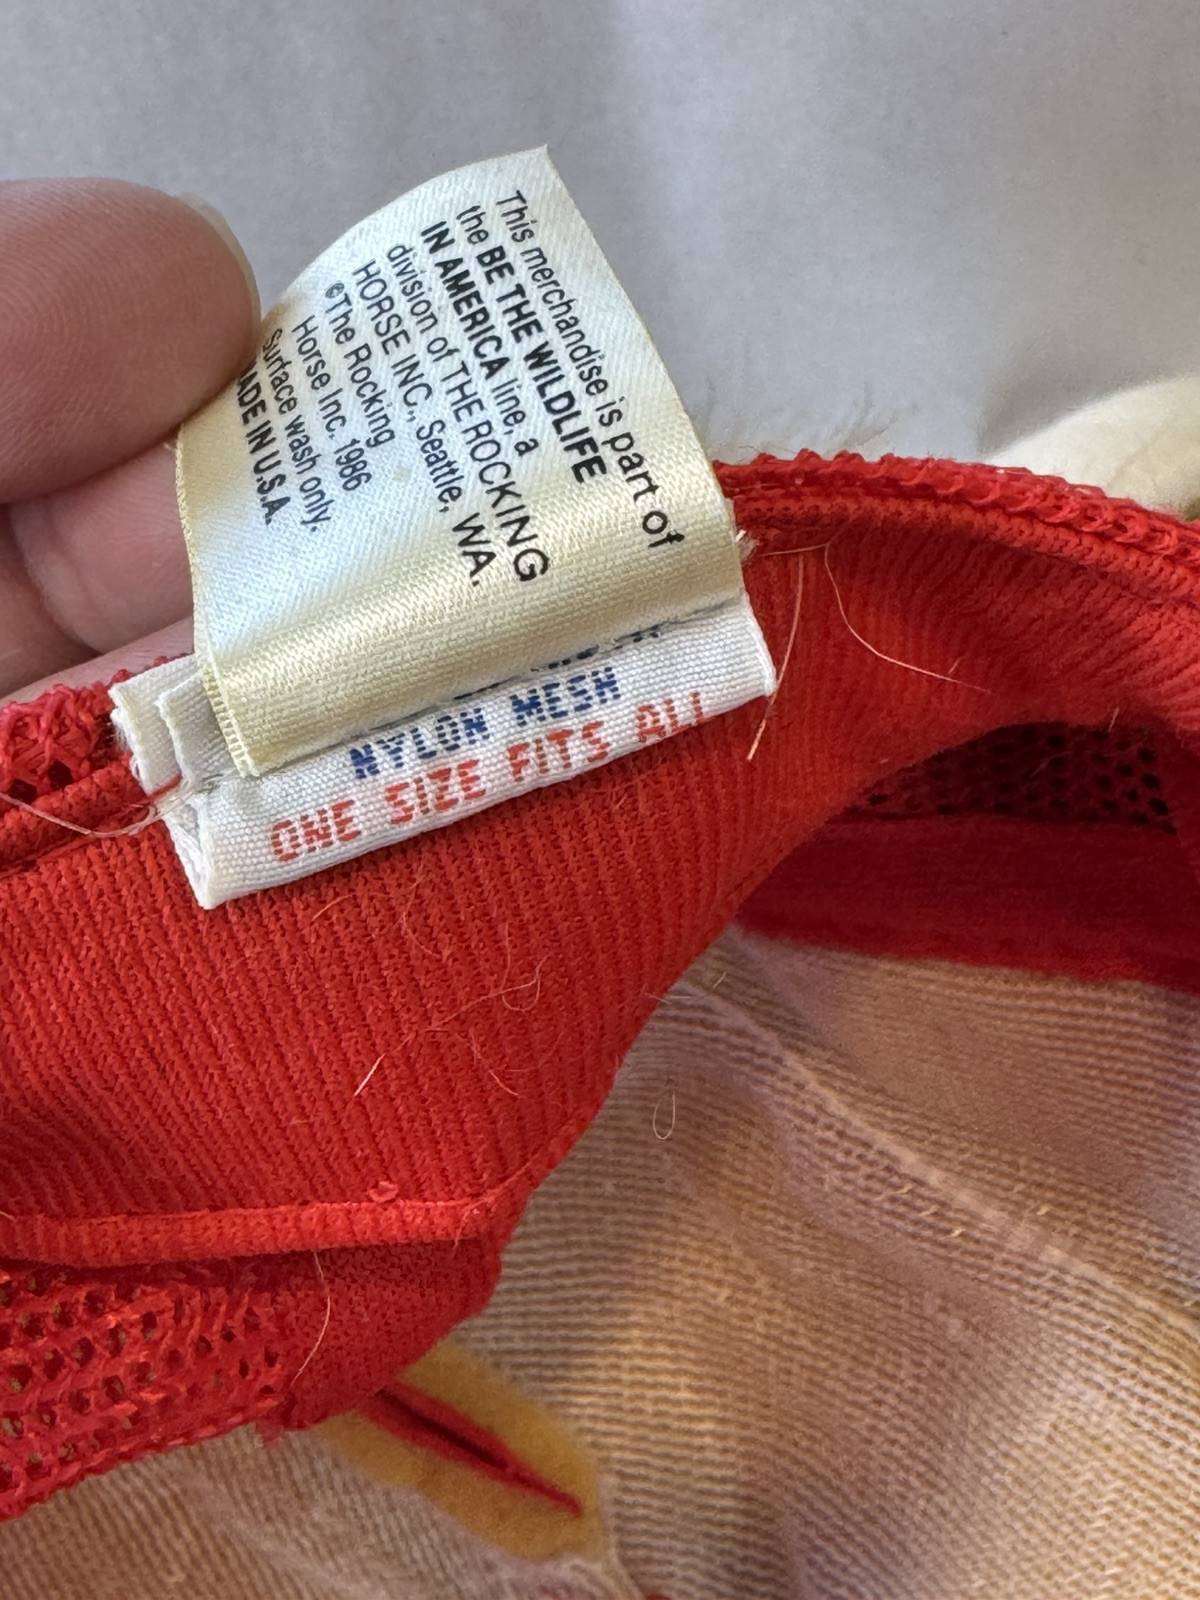 This merchandise is part of
the BE THE WILDLIFE
IN AMERICA line, a
division of THE ROCKING
HORSE INC., Seattle, WA.
©The Rocking
Horse Inc. 1986
Surface wash only.
MADE IN U.S.A.
NYLON MESH
ONE SIZE FITS ALL